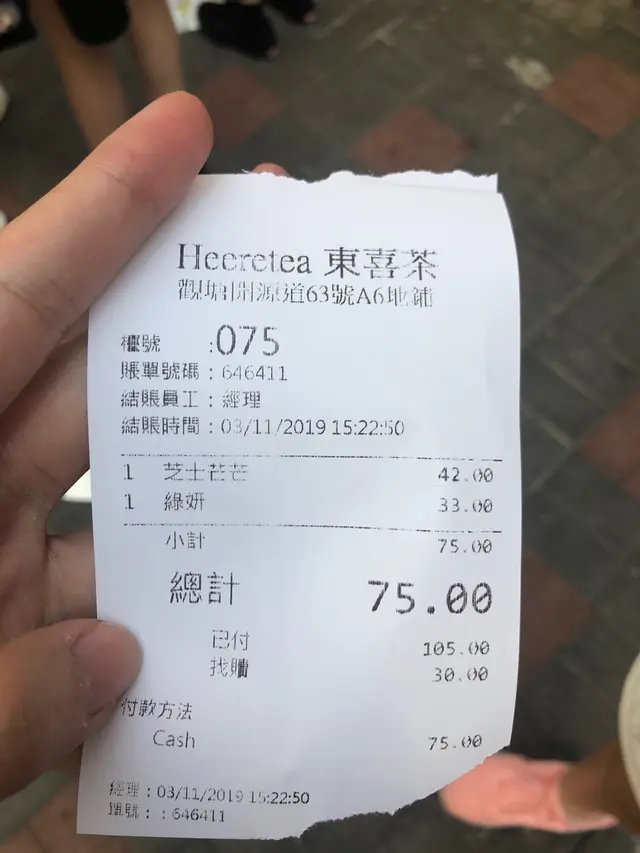 Heeretea 東喜茶
觀塘開源道63號A6地鋪
檯號 :075
賬單號碼 : 646411
結賬員工 : 經理
結賬時間 : 03/11/2019 15:22:50
1 芝士芒芒 42.00
1 綠妍 33.00
小計 75.00
總計 75.00
已付 105.00
找贖 30.00
付款方法
Cash 75.00
經理 : 03/11/2019 15:22:50
單號 : : 646411